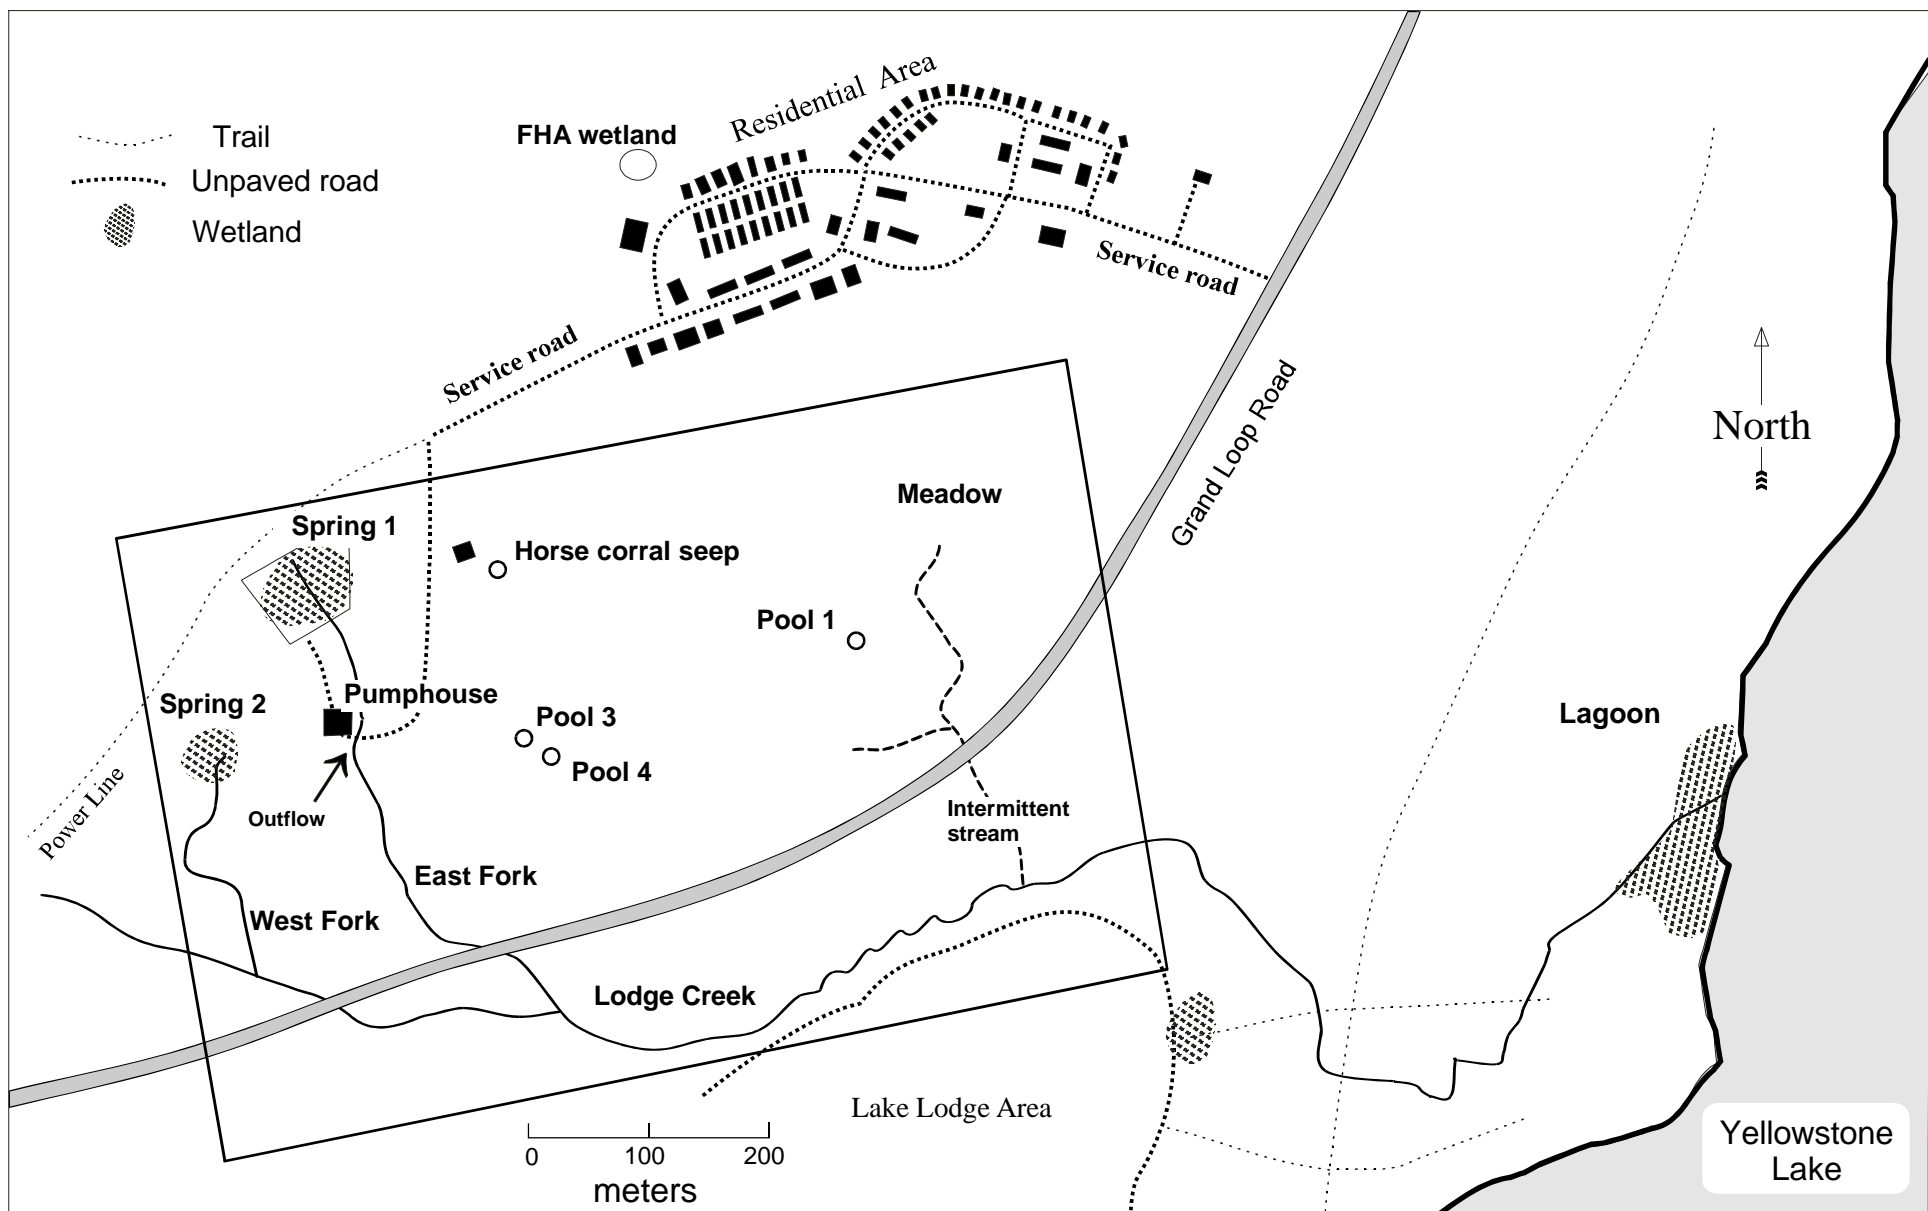 Residential Area
Trail
FHA wetland
Unpaved road
Wetland
Service road
Service road
Grand Loop Road
North
Meadow
Spring 1
Horse corral seep
Pool 1
Spring 2
Pumphouse
Pool 3
Lagoon
Pool 4
Power Line
Outflow
Intermittent
stream
East Fork
West Fork
Lodge Creek
Lake Lodge Area
0 100 200
meters
Yellowstone
Lake